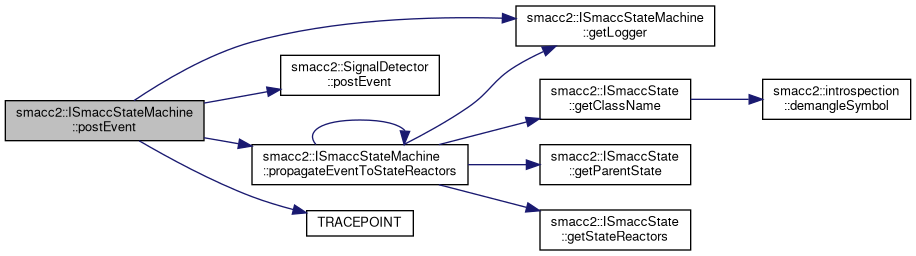 smacc2::ISmaccStateMachine
::postEvent
smacc2::ISmaccStateMachine
::getLogger
smacc2::SignalDetector
::postEvent
smacc2::ISmaccStateMachine
::propagateEventToStateReactors
TRACEPOINT
smacc2::ISmaccState
::getClassName
smacc2::introspection
::demangleSymbol
smacc2::ISmaccState
::getParentState
smacc2::ISmaccState
::getStateReactors